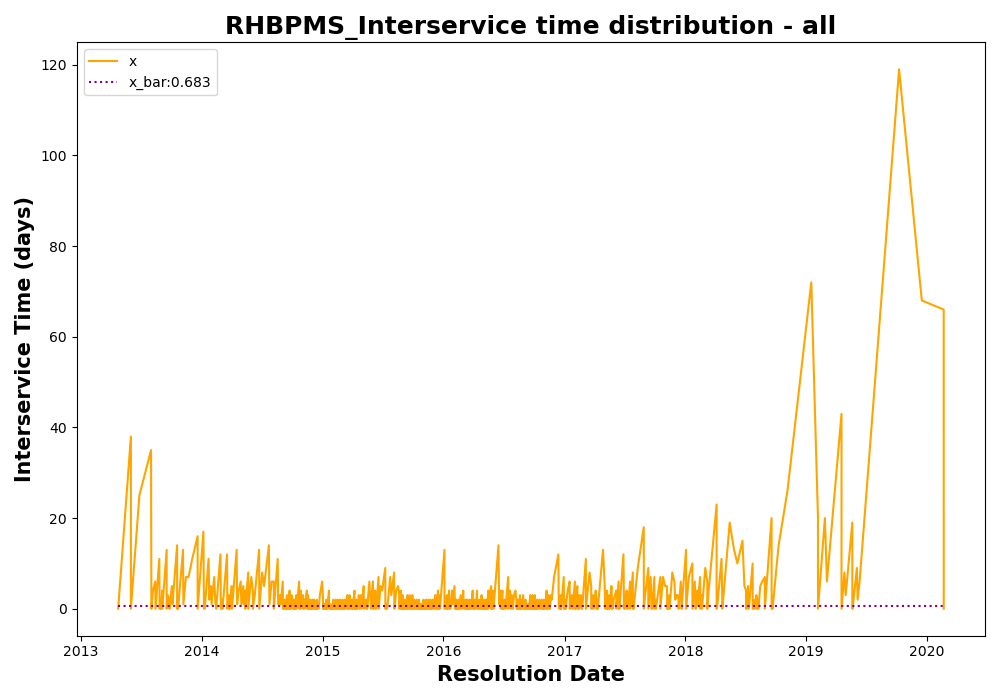 RHBPMS_Interservice time distribution - all
x
x_bar:0.683
120
100
80
60
40
20
0
Interservice Time (days)
2013 2014 2015 2016 2017 2018 2019 2020
Resolution Date